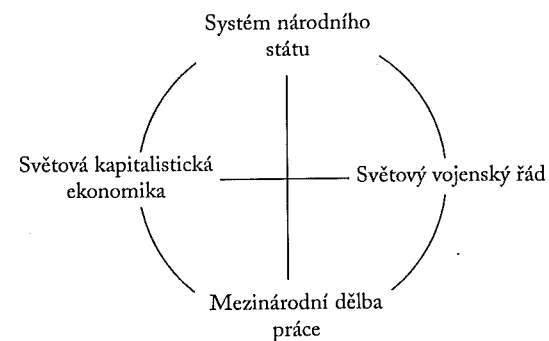 Systém národního
státu
Světová kapitalistická
ekonomika
Světový vojenský řád
Mezinárodní dělba
práce